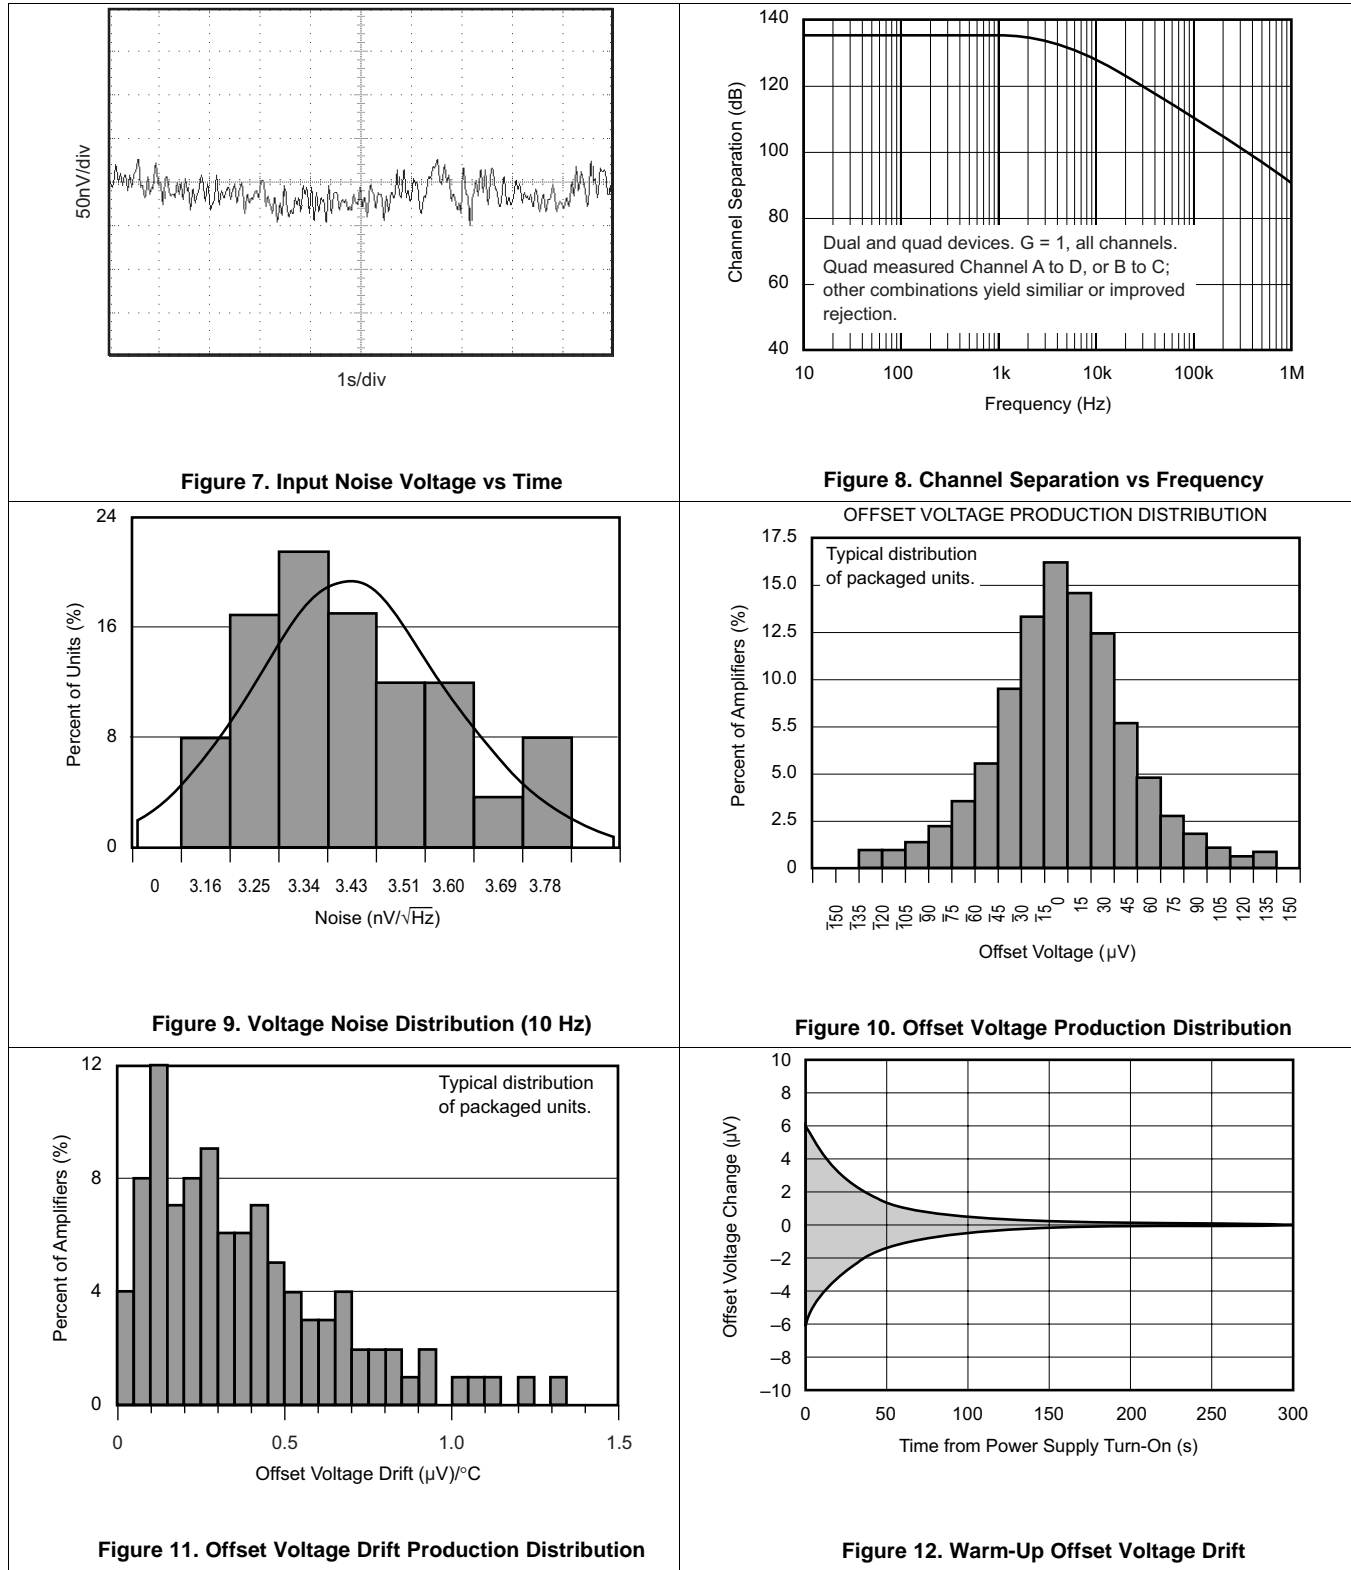 50nV/div
1s/div
Figure 7. Input Noise Voltage vs Time
140
120
100
80
60
40
Channel Separation (dB)
Dual and quad devices. G = 1, all channels.
Quad measured Channel A to D, or B to C;
other combinations yield similiar or improved
rejection.
10 100 1k 10k 100k 1M
Frequency (Hz)
Figure 8. Channel Separation vs Frequency
24
16
8
0
Percent of Units (%)
0 3.16 3.25 3.34 3.43 3.51 3.60 3.69 3.78
Noise (nV/√Hz)
Figure 9. Voltage Noise Distribution (10 Hz)
OFFSET VOLTAGE PRODUCTION DISTRIBUTION
17.5
15.0
12.5
10.0
5.5
5.0
2.5
0
Percent of Amplifiers (%)
Typical distribution
of packaged units.
–150 –135 –120 –105 –90 –75 –60 –45 –30 –15 0 15 30 45 60 75 90 105 120 135 150
Offset Voltage (µV)
Figure 10. Offset Voltage Production Distribution
12
8
4
0
Percent of Amplifiers (%)
Typical distribution
of packaged units.
0 0.5 1.0 1.5
Offset Voltage Drift (µV)/°C
Figure 11. Offset Voltage Drift Production Distribution
10
8
6
4
2
0
–2
–4
–6
–8
–10
Offset Voltage Change (µV)
0 50 100 150 200 250 300
Time from Power Supply Turn-On (s)
Figure 12. Warm-Up Offset Voltage Drift